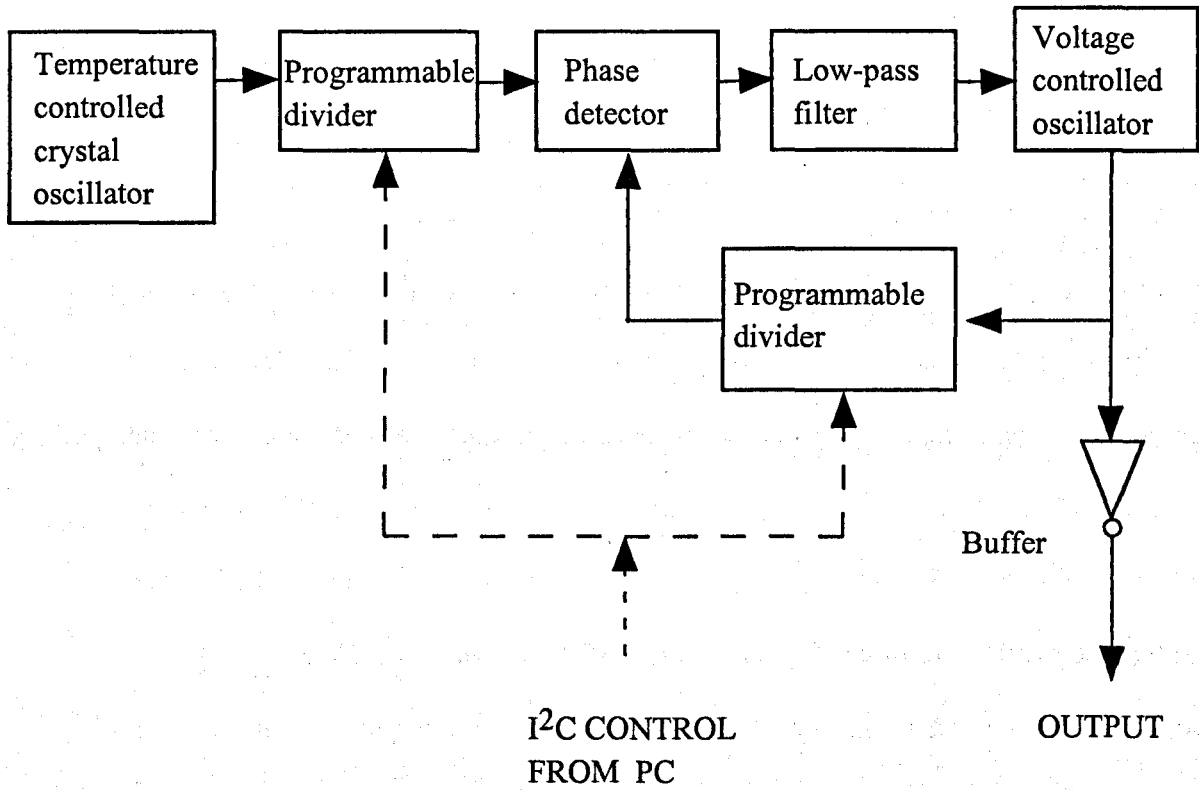 Temperature
controlled
crystal
oscillator
Programmable
divider
Phase
detector
Low-pass
filter
Voltage
controlled
oscillator
Programmable
divider
Buffer
I²C CONTROL
FROM PC
OUTPUT